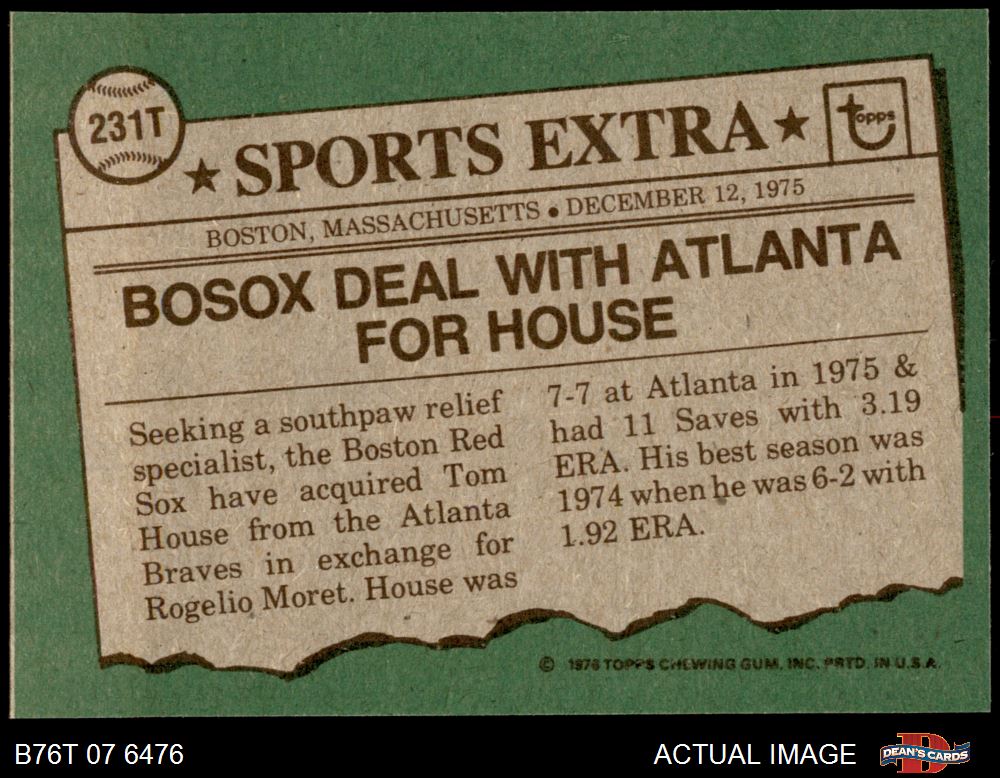 231T
★ SPORTS EXTRA ★
topps
BOSTON, MASSACHUSETTS • DECEMBER 12, 1975
BOSOX DEAL WITH ATLANTA
FOR HOUSE
Seeking a southpaw relief
specialist, the Boston Red
Sox have acquired Tom
House from the Atlanta
Braves in exchange for
Rogelio Moret. House was
7-7 at Atlanta in 1975 &
had 11 Saves with 3.19
ERA. His best season was
1974 when he was 6-2 with
1.92 ERA.
© 1976 TOPPS CHEWING GUM, INC. PRTD. IN U.S.A.
B76T 07 6476
ACTUAL IMAGE
DEAN'S CARDS